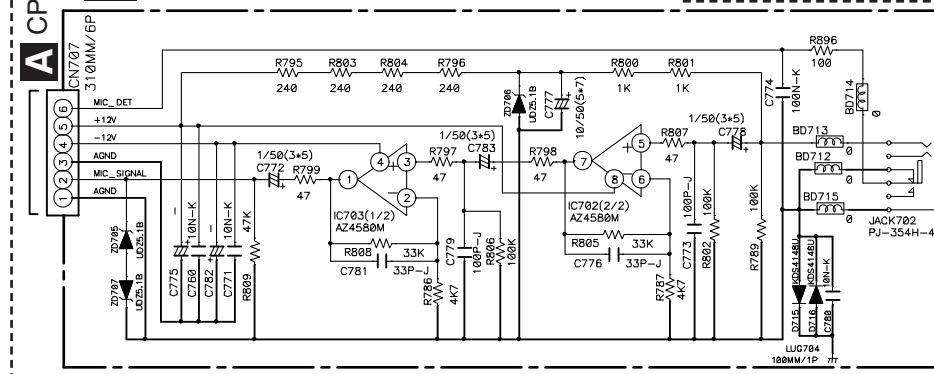 A
CP
CN707
310MM/6P
6 MIC_DET
5 +12V
4 -12V
3 AGND
2 MIC_SIGNAL
1 AGND
R795
240
R803
240
R804
240
R796
240
ZD706
UDZ5.1B
C777
10/50(5*7)
R800
1K
R801
1K
C774
100N-K
R896
100
BD714
0
BD713
0
BD712
0
BD715
0
JACK702
PJ-354H-4
1/50(3*5)
C772
R799
47
1
4
3
2
IC703(1/2)
AZ4580M
R808
33K
C781
33P-J
R797
47
1/50(3*5)
C783
R798
47
7
5
8
6
IC702(2/2)
AZ4580M
R805
33K
C776
33P-J
R807
47
1/50(3*5)
C778
ZD705
UDZ5.1B
ZD707
UDZ5.1B
C775
C760
10N-K
C782
C771
10N-K
R809
47K
R786
4K7
C779
100P-J
R806
100K
R787
4K7
C773
100P-J
R802
100K
R789
100K
D715
KDS4148U
D716
KDS4148U
C780
10N-K
LUG704
100MM/1P